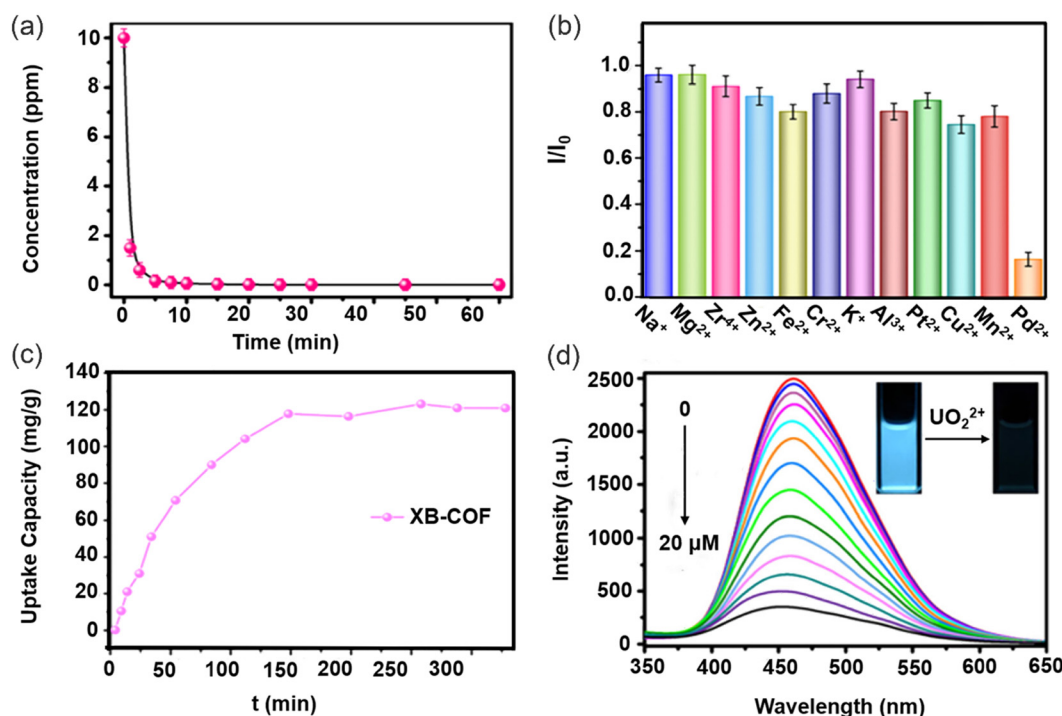 (a)
10
8
6
4
2
0
Concentration (ppm)
0
10
20
30
40
50
60
Time (min)
(b)
1.0
0.8
0.6
0.4
0.2
0.0
I/I₀
Na⁺
Mg²⁺
Zr⁴⁺
Zn²⁺
Fe²⁺
Cr²⁺
K⁺
Al³⁺
Pt²⁺
Cu²⁺
Mn²⁺
Pd²⁺
(c)
140
120
100
80
60
40
20
0
Uptake Capacity (mg/g)
XB-COF
0
50
100
150
200
250
300
350
t (min)
(d)
2500
2000
1500
1000
500
0
Intensity (a.u.)
0
20 μM
UO₂²⁺
350
400
450
500
550
600
650
Wavelength (nm)